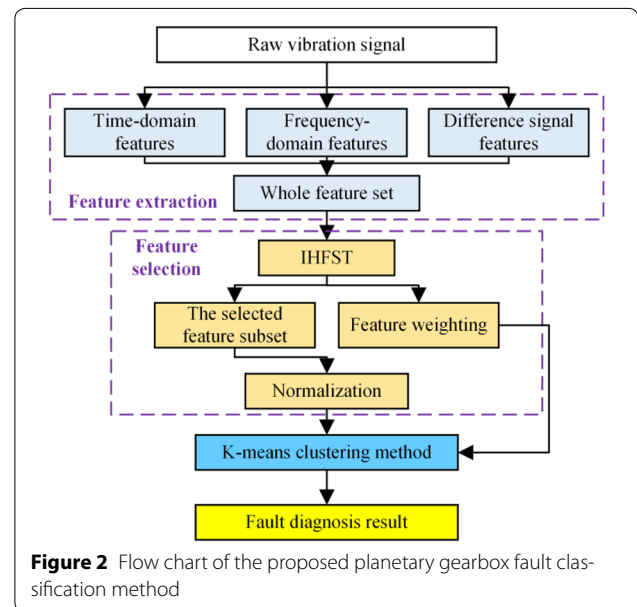 Raw vibration signal
Time-domain
features
Frequency-
domain features
Difference signal
features
Whole feature set
Feature extraction
Feature
selection
IHFST
The selected
feature subset
Feature weighting
Normalization
K-means clustering method
Fault diagnosis result
Figure 2 Flow chart of the proposed planetary gearbox fault clas-
sification method